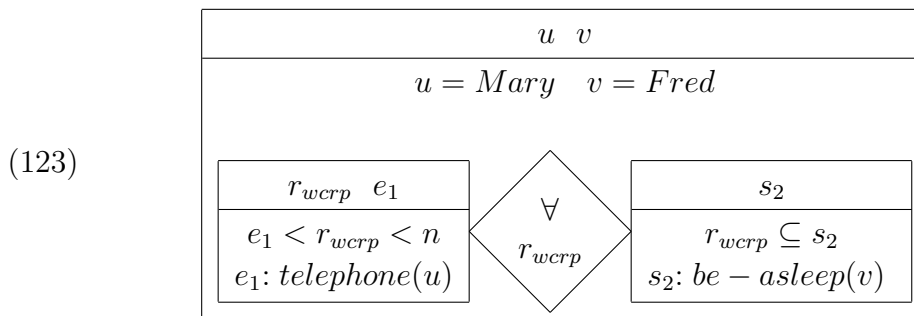 u v
u = Mary v = Fred
(123)
r_wcrp e_1
∀
s_2
e_1 < r_wcrp < n
r_wcrp
r_wcrp ⊆ s_2
e_1: telephone(u)
s_2: be − asleep(v)